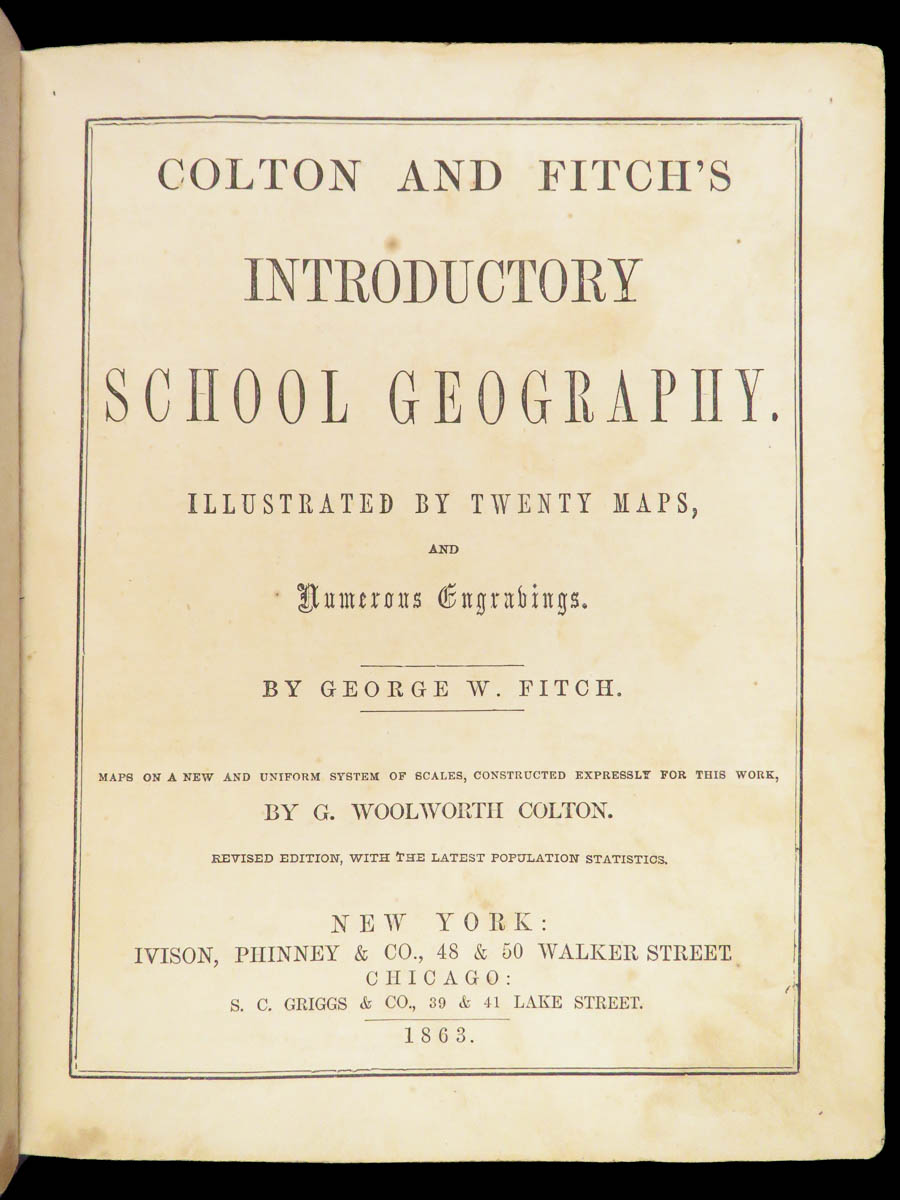 COLTON AND FITCH'S
INTRODUCTORY
SCHOOL GEOGRAPHY.
ILLUSTRATED BY TWENTY MAPS,
AND
Numerous Engravings.
BY GEORGE W. FITCH.
MAPS ON A NEW AND UNIFORM SYSTEM OF SCALES, CONSTRUCTED EXPRESSLY FOR THIS WORK,
BY G. WOOLWORTH COLTON.
REVISED EDITION, WITH THE LATEST POPULATION STATISTICS.
NEW YORK:
IVISON, PHINNEY & CO., 48 & 50 WALKER STREET
CHICAGO:
S. C. GRIGGS & CO., 39 & 41 LAKE STREET.
1863.